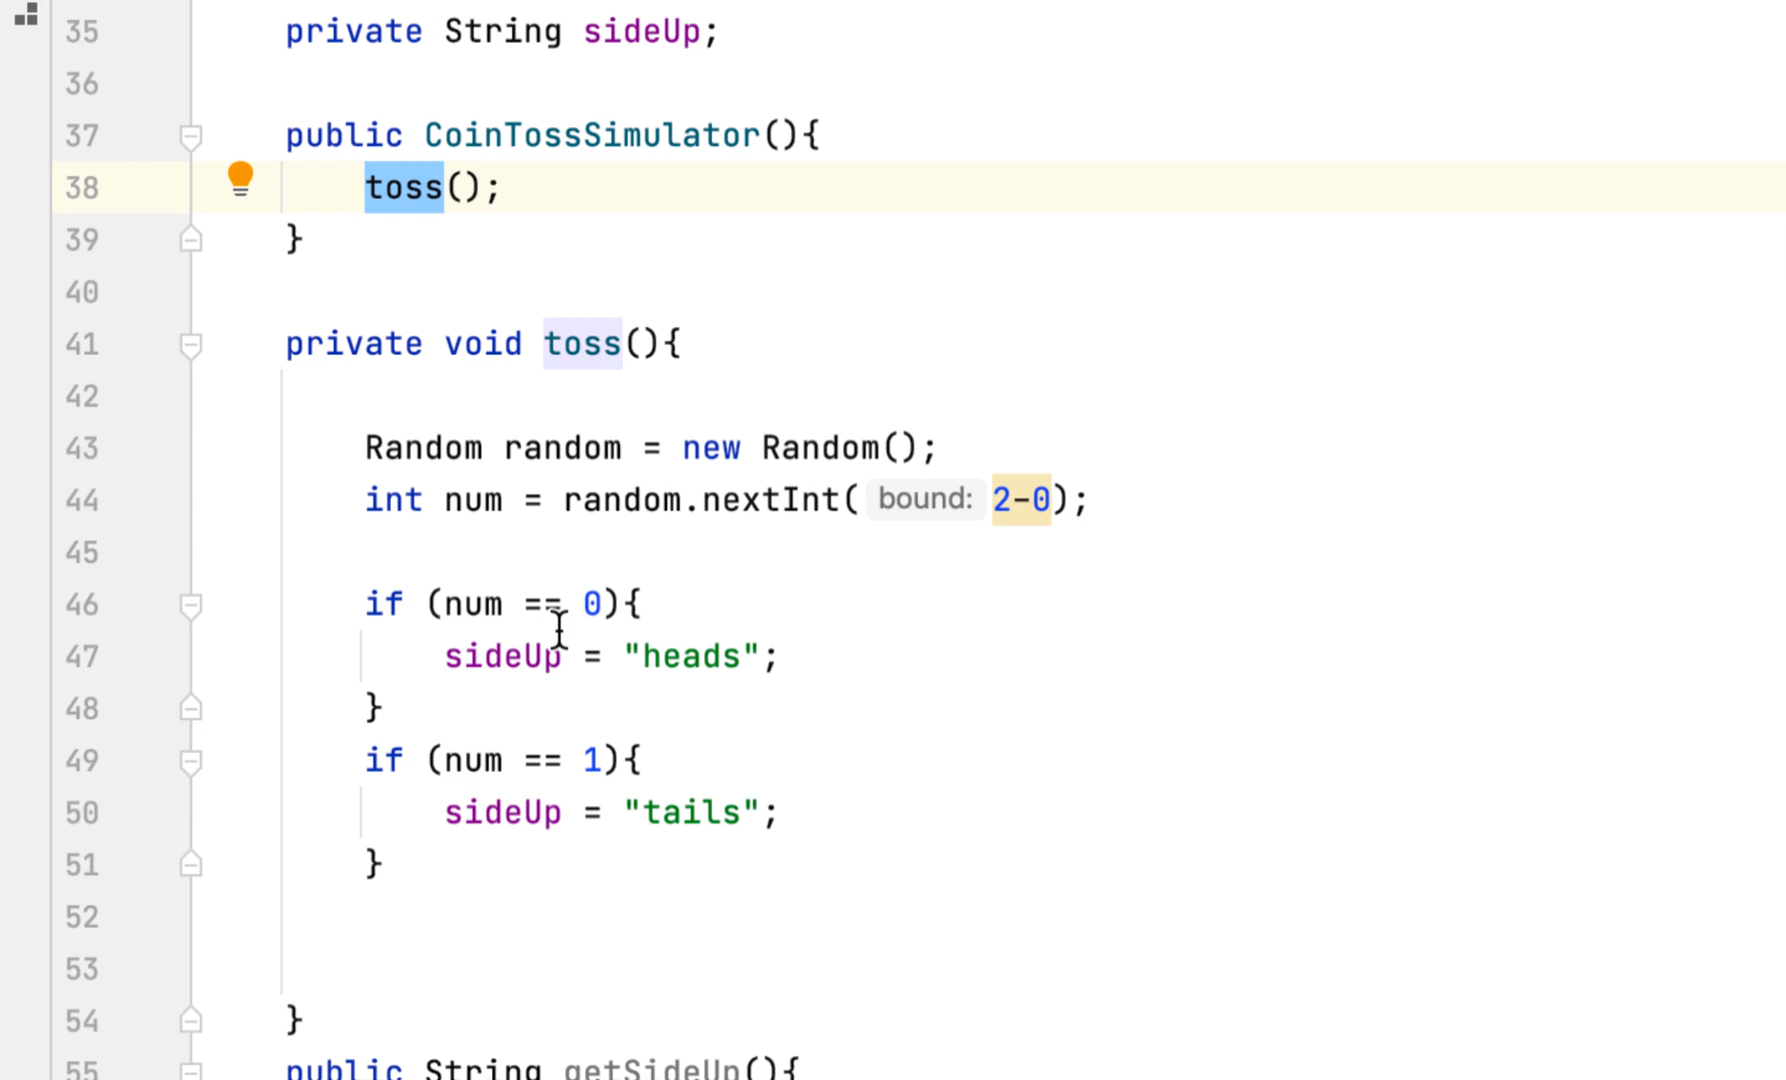 35 private String sideUp;
36
37 public CoinTossSimulator(){
38 toss();
39 }
40
41 private void toss(){
42
43 Random random = new Random();
44 int num = random.nextInt( bound: 2-0);
45
46 if (num == 0){
47 sideUp = "heads";
48 }
49 if (num == 1){
50 sideUp = "tails";
51 }
52
53
54 }
55 public String getSideUp(){